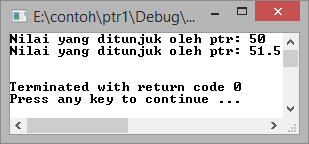 E:\contoh\ptr1\Debug\...
Nilai yang ditunjuk oleh ptr: 50
Nilai yang ditunjuk oleh ptr: 51.5
Terminated with return code 0
Press any key to continue ...